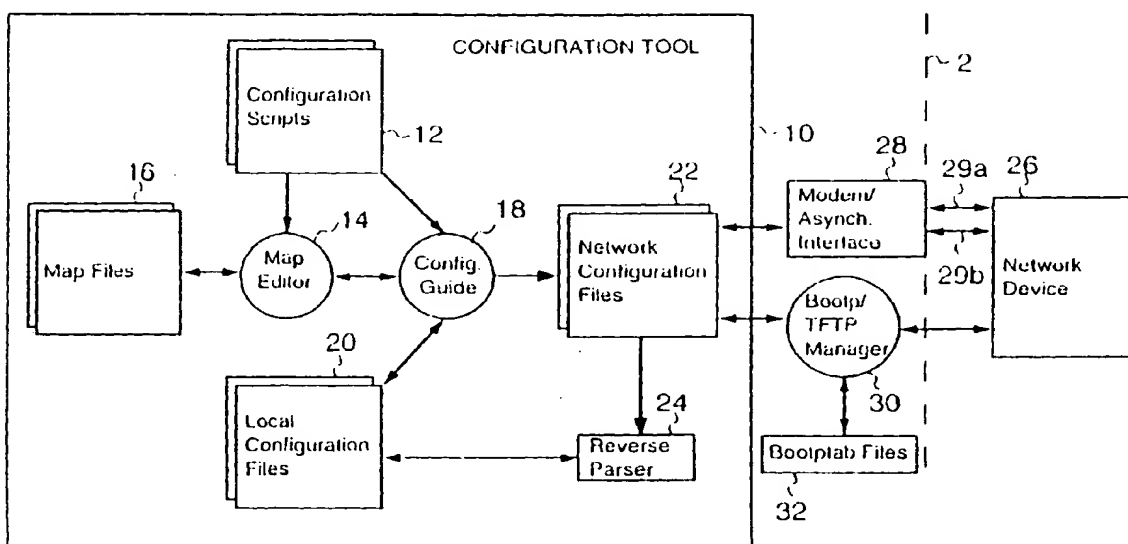 CONFIGURATION TOOL
Configuration
Scripts
12
10
2
16
Map Files
14
Map
Editor
18
Config.
Guide
22
Network
Configuration
Files
28
Modem/
Asynch.
Interface
29a
29b
26
Network
Device
Bootp/
TFTP
Manager
30
20
Local
Configuration
Files
24
Reverse
Parser
Bootptab Files
32